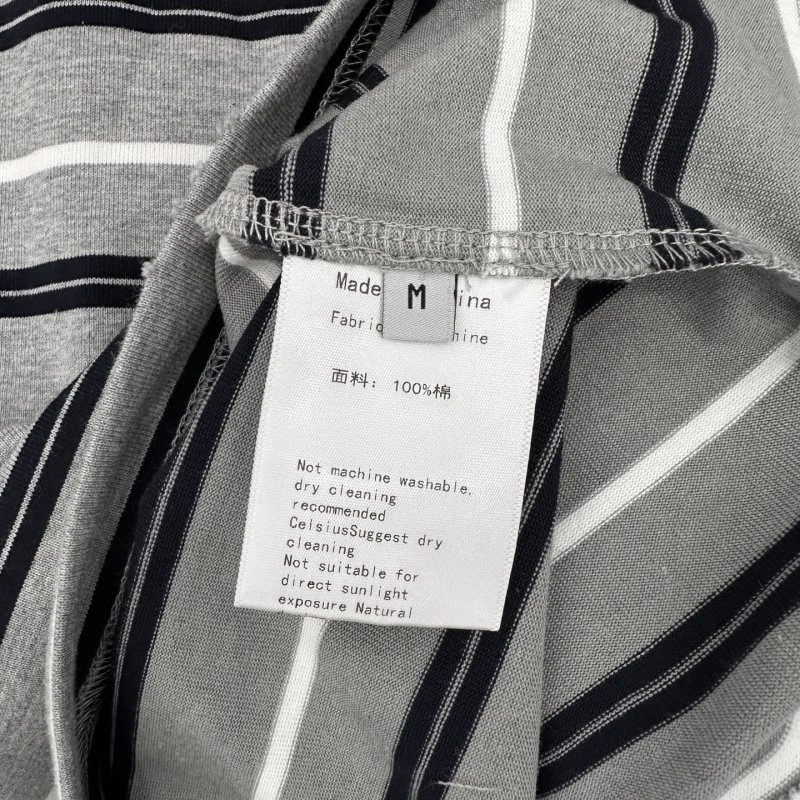 Made ina
M
Fabric hine
面料: 100%棉
Not machine washable,
dry cleaning
recommended
CelsiusSuggest dry
cleaning
Not suitable for
direct sunlight
exposure Natural